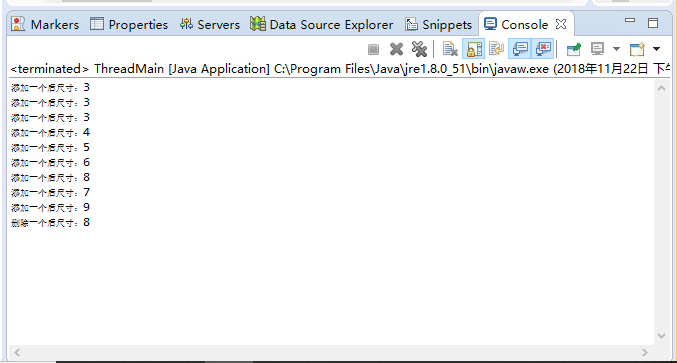 Markers Properties Servers Data Source Explorer Snippets Console
<terminated> ThreadMain [Java Application] C:\Program Files\Java\jre1.8.0_51\bin\javaw.exe (2018年11月22日 下午
添加一个后尺寸：3
添加一个后尺寸：3
添加一个后尺寸：3
添加一个后尺寸：4
添加一个后尺寸：5
添加一个后尺寸：6
添加一个后尺寸：8
添加一个后尺寸：7
添加一个后尺寸：9
删除一个后尺寸：8